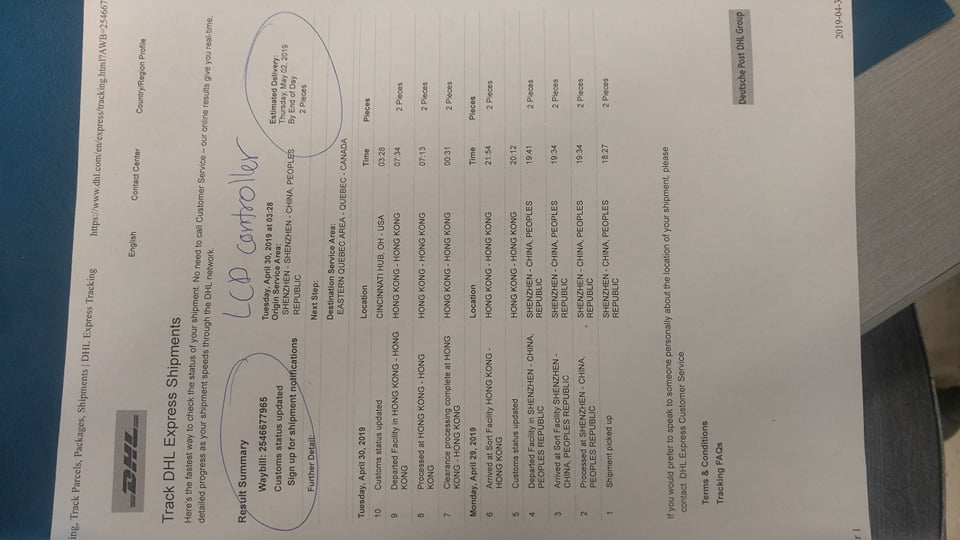 ing, Track Parcels, Packages, Shipments | DHL Express Tracking
https://www.dhl.com/en/express/tracking.html?AWB=254667
English
Contact Center
Country/Region Profile
DHL
Track DHL Express Shipments
Here's the fastest way to check the status of your shipment. No need to call Customer Service – our online results give you real-time,
detailed progress as your shipment speeds through the DHL network.
LCD controller
Result Summary
Waybill: 2546677965
Customs status updated
Sign up for shipment notifications
Further Detail:
Tuesday, April 30, 2019 at 03:28
Origin Service Area:
SHENZHEN - SHENZHEN - CHINA, PEOPLES
REPUBLIC
Next Step:
Estimated Delivery:
Thursday, May 02, 2019
By End of Day
2 Pieces
Destination Service Area:
EASTERN QUEBEC AREA - QUEBEC - CANADA
Tuesday, April 30, 2019 Location Time Pieces
10 Customs status updated CINCINNATI HUB, OH - USA 03:28
9 Departed Facility in HONG KONG - HONG HONG KONG - HONG KONG 07:34 2 Pieces
KONG
8 Processed at HONG KONG - HONG HONG KONG - HONG KONG 07:13 2 Pieces
KONG
7 Clearance processing complete at HONG HONG KONG - HONG KONG 00:31 2 Pieces
KONG - HONG KONG
Monday, April 29, 2019 Location Time Pieces
6 Arrived at Sort Facility HONG KONG - HONG KONG - HONG KONG 21:54 2 Pieces
HONG KONG
5 Customs status updated HONG KONG - HONG KONG 20:12
4 Departed Facility in SHENZHEN - CHINA, SHENZHEN - CHINA, PEOPLES 19:41 2 Pieces
PEOPLES REPUBLIC REPUBLIC
3 Arrived at Sort Facility SHENZHEN - SHENZHEN - CHINA, PEOPLES 19:34 2 Pieces
CHINA, PEOPLES REPUBLIC REPUBLIC
2 Processed at SHENZHEN - CHINA, SHENZHEN - CHINA, PEOPLES 19:34 2 Pieces
PEOPLES REPUBLIC REPUBLIC
1 Shipment picked up SHENZHEN - CHINA, PEOPLES 18:27 2 Pieces
REPUBLIC
If you would prefer to speak to someone personally about the location of your shipment, please
contact DHL Express Customer Service.
Terms & Conditions
Tracking FAQs
Deutsche Post DHL Group
r 1
2019-04-3